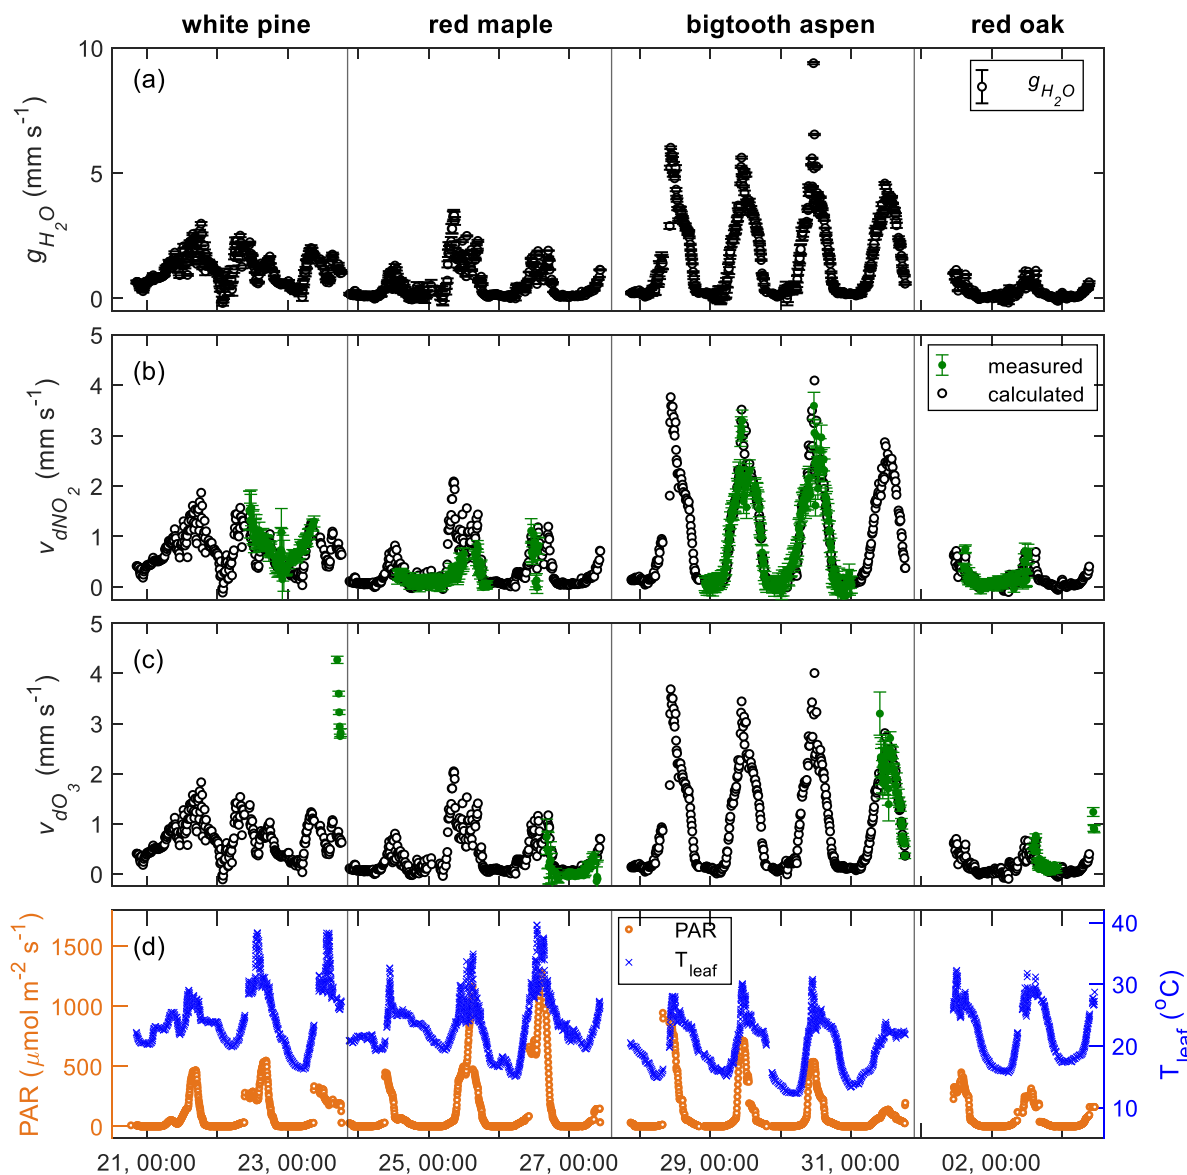 white pine red maple bigtooth aspen red oak
(a)
g_H2O
10
5
0
g_H2O (mm s⁻¹)
(b)
measured
calculated
5
4
3
2
1
0
v_dNO2 (mm s⁻¹)
(c)
5
4
3
2
1
0
v_dO3 (mm s⁻¹)
(d)
PAR
T_leaf
1500
1000
500
0
PAR (μmol m⁻² s⁻¹)
40
30
20
10
T_leaf (°C)
21, 00:00 23, 00:00 25, 00:00 27, 00:00 29, 00:00 31, 00:00 02, 00:00